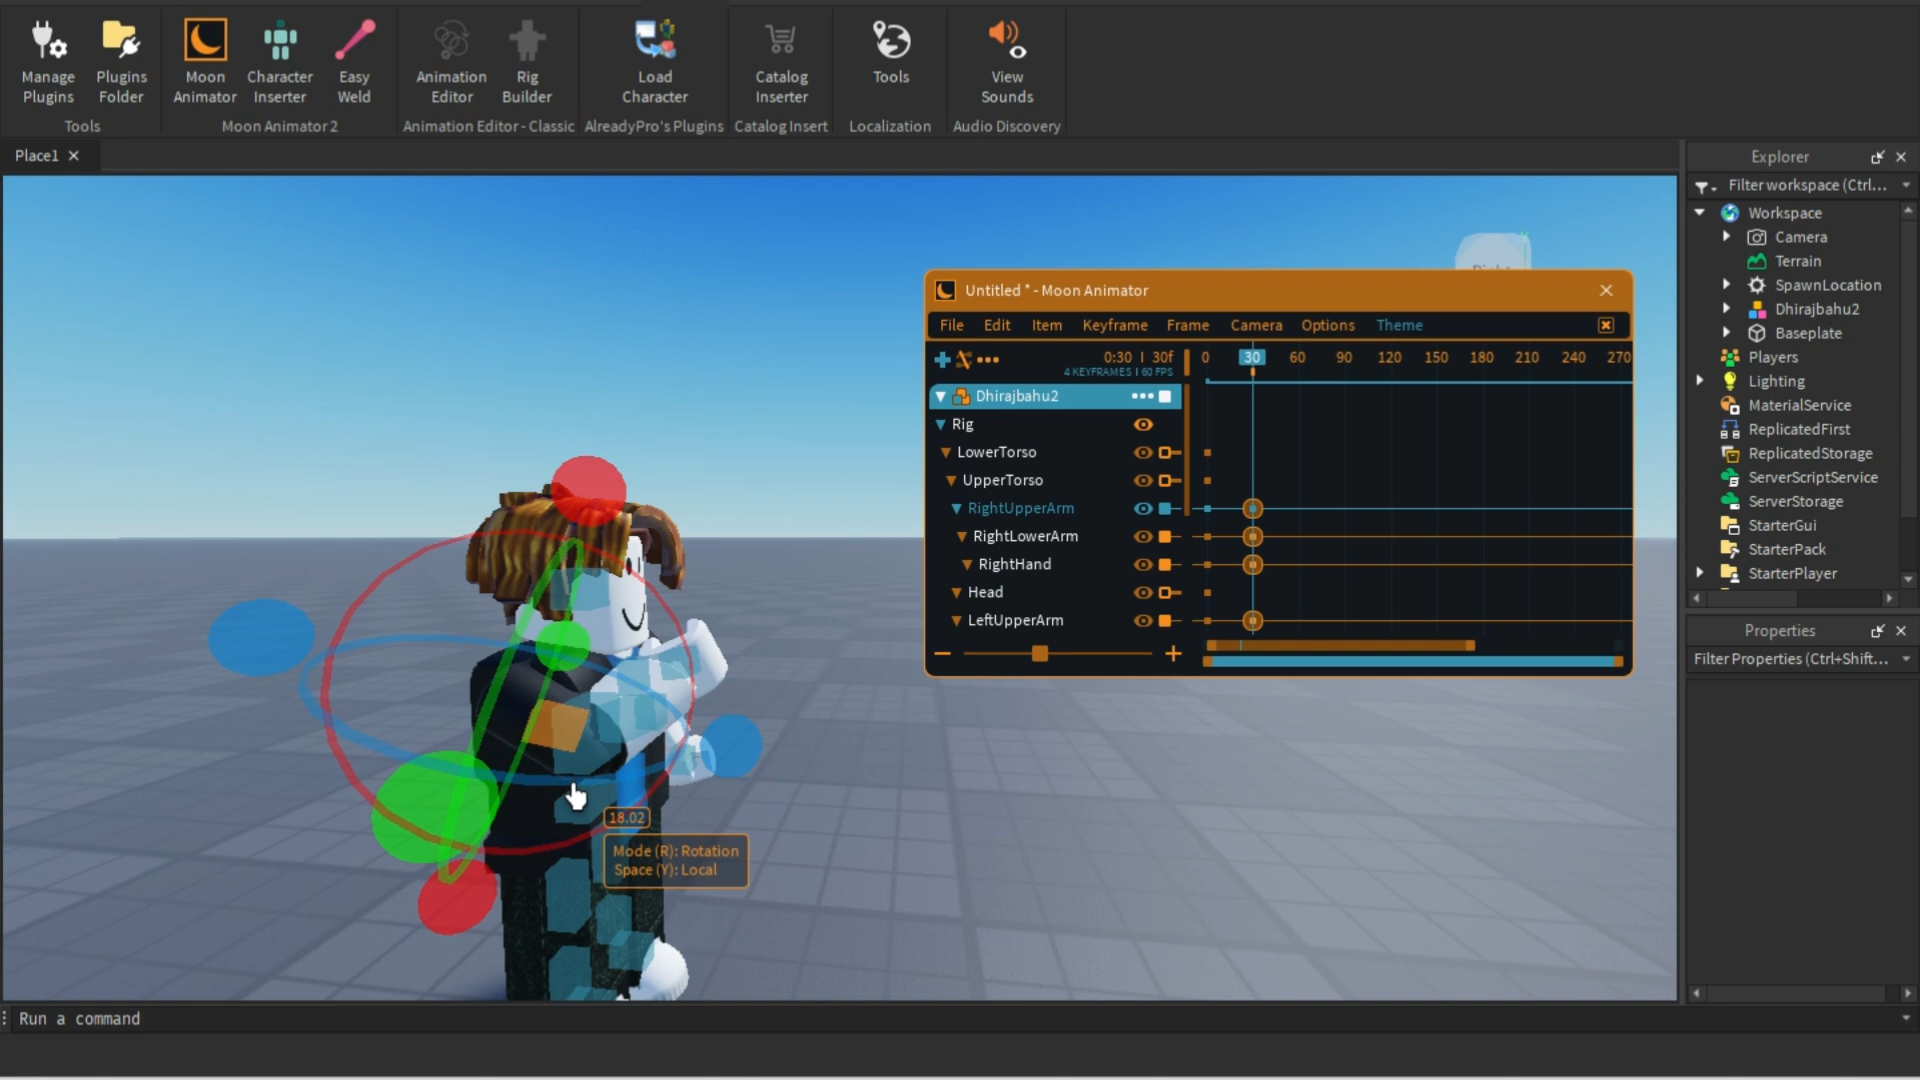 Manage Plugins
Plugins Folder
Moon Animator
Character Inserter
Easy Weld
Animation Editor
Rig Builder
Load Character
Catalog Inserter
Tools
View Sounds
Tools
Moon Animator 2
Animation Editor - Classic
AlreadyPro's Plugins
Catalog Insert
Localization
Audio Discovery
Place1
Explorer
Filter workspace (Ctrl...
Workspace
Camera
Terrain
SpawnLocation
Dhirajbahu2
Baseplate
Players
Lighting
MaterialService
ReplicatedFirst
ReplicatedStorage
ServerScriptService
ServerStorage
StarterGui
StarterPack
StarterPlayer
Properties
Filter Properties (Ctrl+Shift...
Untitled * - Moon Animator
File Edit Item Keyframe Frame Camera Options Theme
0:30 | 30f
4 KEYFRAMES | 60 FPS
0 30 60 90 120 150 180 210 240 270
Dhirajbahu2
Rig
LowerTorso
UpperTorso
RightUpperArm
RightLowerArm
RightHand
Head
LeftUpperArm
18.02
Mode (R): Rotation
Space (Y): Local
Run a command